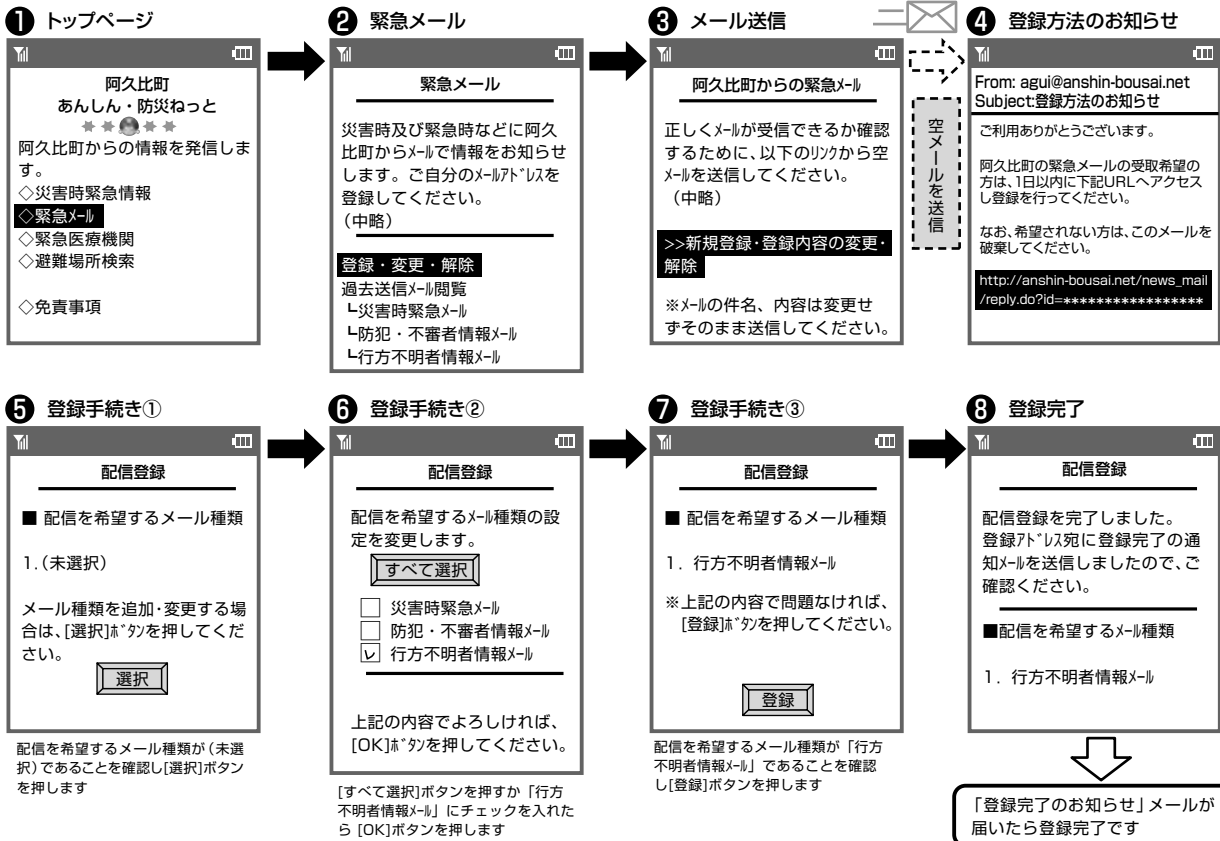 ❶ トップページ
阿久比町
あんしん・防災ねっと
阿久比町からの情報を発信しま
す。
◇災害時緊急情報
◇緊急ﾒｰﾙ
◇緊急医療機関
◇避難場所検索
◇免責事項
❷ 緊急メール
緊急メール
災害時及び緊急時などに阿久
比町からﾒｰﾙで情報をお知らせ
します。ご自分のﾒｰﾙｱﾄﾞﾚｽを
登録してください。
(中略)
登録・変更・解除
過去送信ﾒｰﾙ閲覧
┗災害時緊急ﾒｰﾙ
┗防犯・不審者情報ﾒｰﾙ
┗行方不明者情報ﾒｰﾙ
❸ メール送信
阿久比町からの緊急ﾒｰﾙ
正しくﾒｰﾙが受信できるか確認
するために、以下のﾘﾝｸから空
ﾒｰﾙを送信してください。
(中略)
>>新規登録・登録内容の変更・
解除
※ﾒｰﾙの件名、内容は変更せ
ずそのまま送信してください。
空メールを送信
❹ 登録方法のお知らせ
From: agui@anshin-bousai.net
Subject:登録方法のお知らせ
ご利用ありがとうございます。
阿久比町の緊急メールの受取希望の
方は、1日以内に下記URLへアクセス
し登録を行ってください。
なお、希望されない方は、このメールを
破棄してください。
http://anshin-bousai.net/news_mail
/reply.do?id=*****************
❺ 登録手続き①
配信登録
■ 配信を希望するメール種類
1.(未選択)
メール種類を追加・変更する場
合は、[選択]ﾎﾞﾀﾝを押してくだ
さい。
選択
配信を希望するメール種類が(未選
択)であることを確認し[選択]ボタン
を押します
❻ 登録手続き②
配信登録
配信を希望するﾒｰﾙ種類の設
定を変更します。
すべて選択
災害時緊急ﾒｰﾙ
防犯・不審者情報ﾒｰﾙ
行方不明者情報ﾒｰﾙ
上記の内容でよろしければ、
[OK]ﾎﾞﾀﾝを押してください。
[すべて選択]ボタンを押すか「行方
不明者情報ﾒｰﾙ」にチェックを入れた
ら [OK]ボタンを押します
❼ 登録手続き③
配信登録
■ 配信を希望するメール種類
1. 行方不明者情報ﾒｰﾙ
※上記の内容で問題なければ、
[登録]ﾎﾞﾀﾝを押してください。
登録
配信を希望するメール種類が「行方
不明者情報ﾒｰﾙ」であることを確認
し[登録]ボタンを押します
❽ 登録完了
配信登録
配信登録を完了しました。
登録ｱﾄﾞﾚｽ宛に登録完了の通
知ﾒｰﾙを送信しましたので、ご
確認ください。
■配信を希望するﾒｰﾙ種類
1. 行方不明者情報ﾒｰﾙ
「登録完了のお知らせ」メールが
届いたら登録完了です